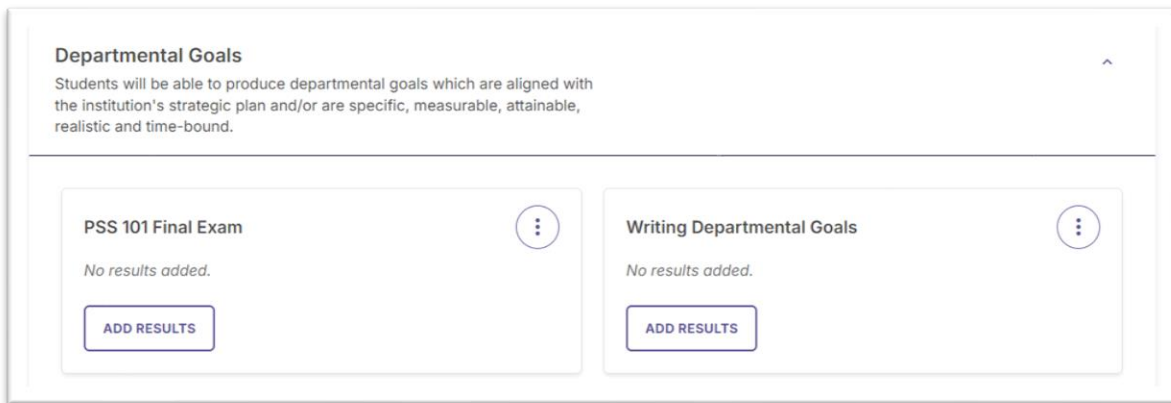 Departmental Goals
Students will be able to produce departmental goals which are aligned with
the institution's strategic plan and/or are specific, measurable, attainable,
realistic and time-bound.
PSS 101 Final Exam
No results added.
ADD RESULTS
Writing Departmental Goals
No results added.
ADD RESULTS